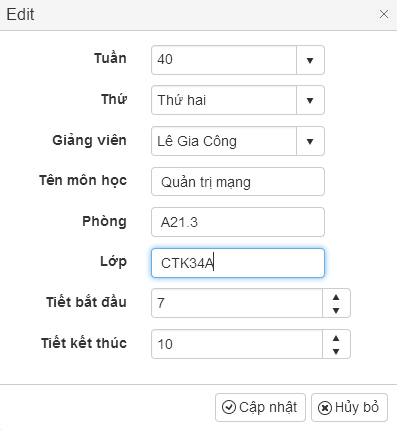 Edit
Tuần 40
Thứ Thứ hai
Giảng viên Lê Gia Công
Tên môn học Quản trị mạng
Phòng A21.3
Lớp CTK34A
Tiết bắt đầu 7
Tiết kết thúc 10
Cập nhật Hủy bỏ